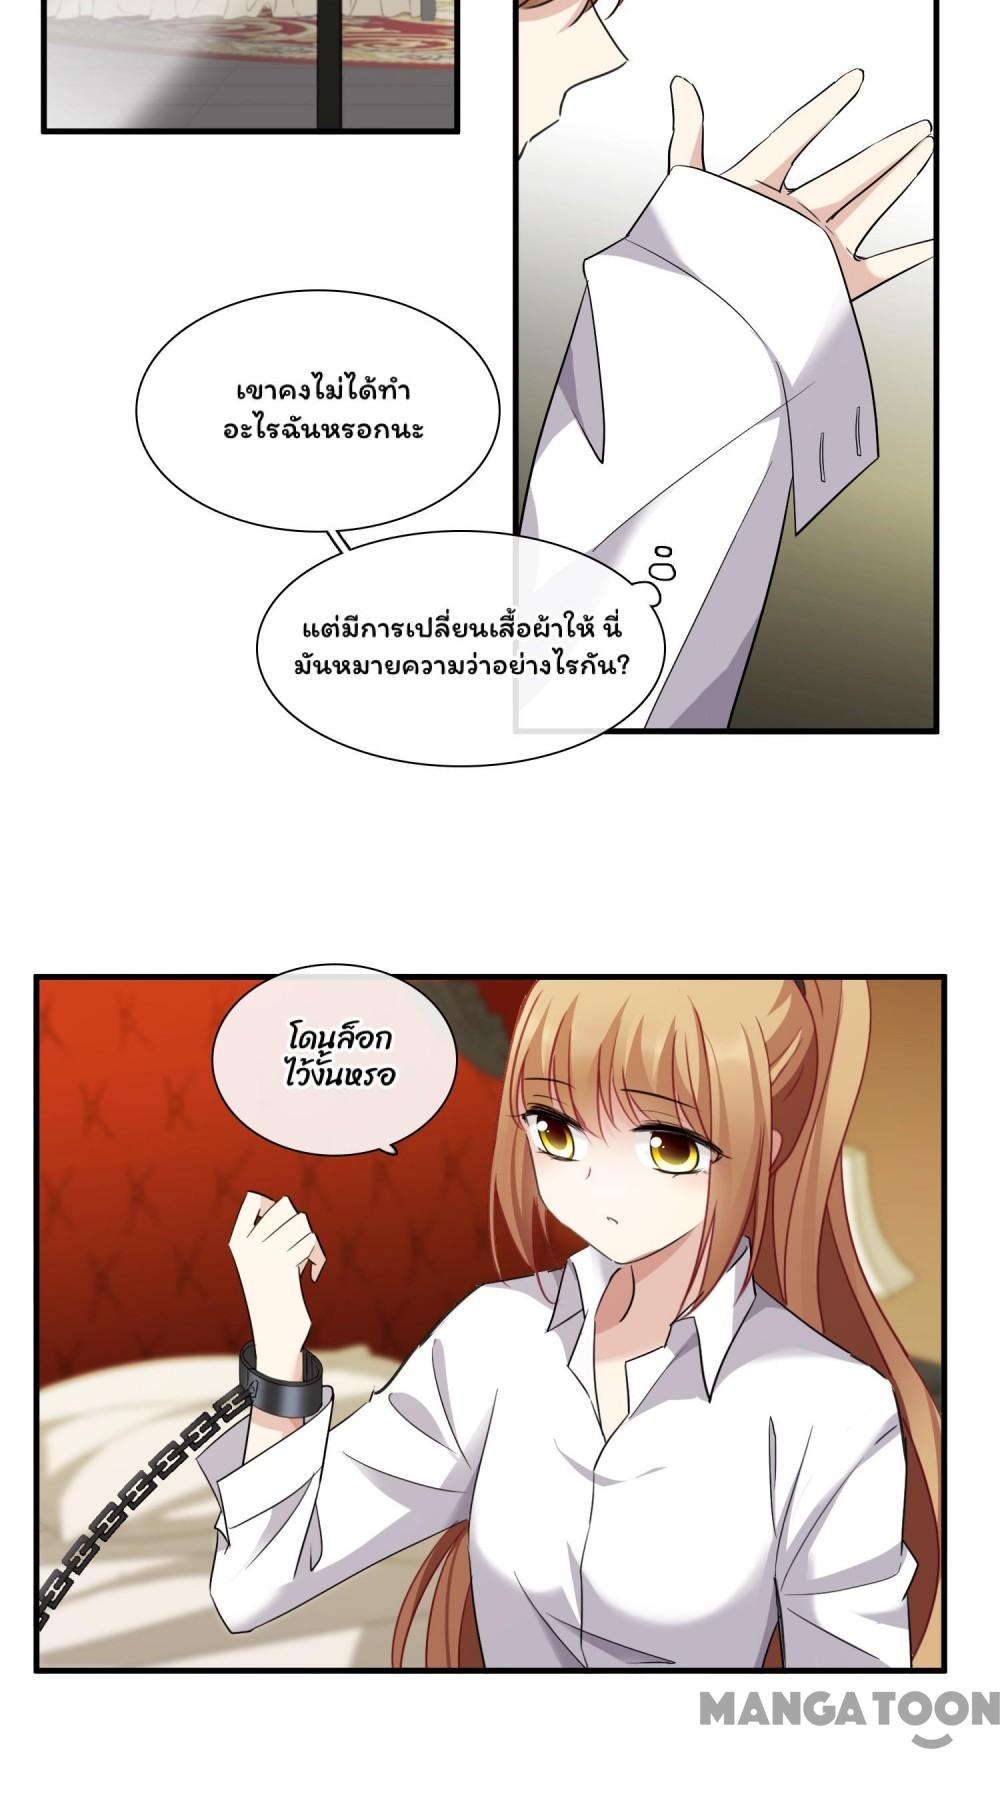 เขาคงไม่ได้ทำ
อะไรฉันหรอกนะ
แต่มีการเปลี่ยนเสื้อผ้าให้ นี่
มันหมายความว่าอย่างไรกัน?
โดนล็อก
ไว้งั้นหรอ
MANGATOON